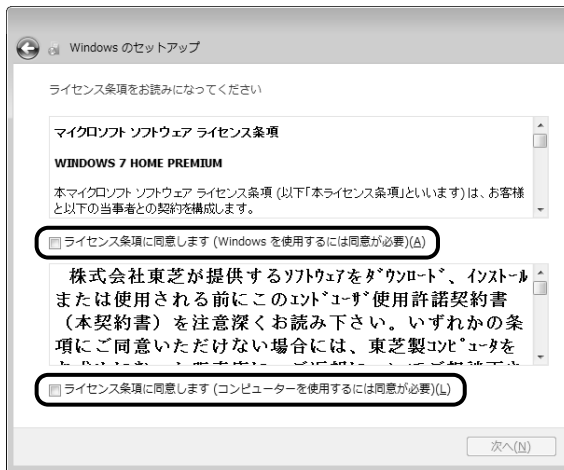 Windows のセットアップ
ライセンス条項をお読みになってください
マイクロソフト ソフトウェア ライセンス条項
WINDOWS 7 HOME PREMIUM
本マイクロソフト ソフトウェア ライセンス条項 (以下「本ライセンス条項」といいます) は、お客様
と以下の当事者との契約を構成します。
ライセンス条項に同意します (Windows を使用するには同意が必要)(A)
株式会社東芝が提供するｿﾌﾄｳｪｱをﾀﾞｳﾝﾛｰﾄﾞ、ｲﾝｽﾄｰﾙ
または使用される前にこのｴﾝﾄﾞﾕｰｻﾞ使用許諾契約書
（本契約書）を注意深くお読み下さい。いずれかの条
項にご同意いただけない場合には、東芝製ｺﾝﾋﾟｭｰﾀを
ライセンス条項に同意します (コンピューターを使用するには同意が必要)(L)
次へ(N)